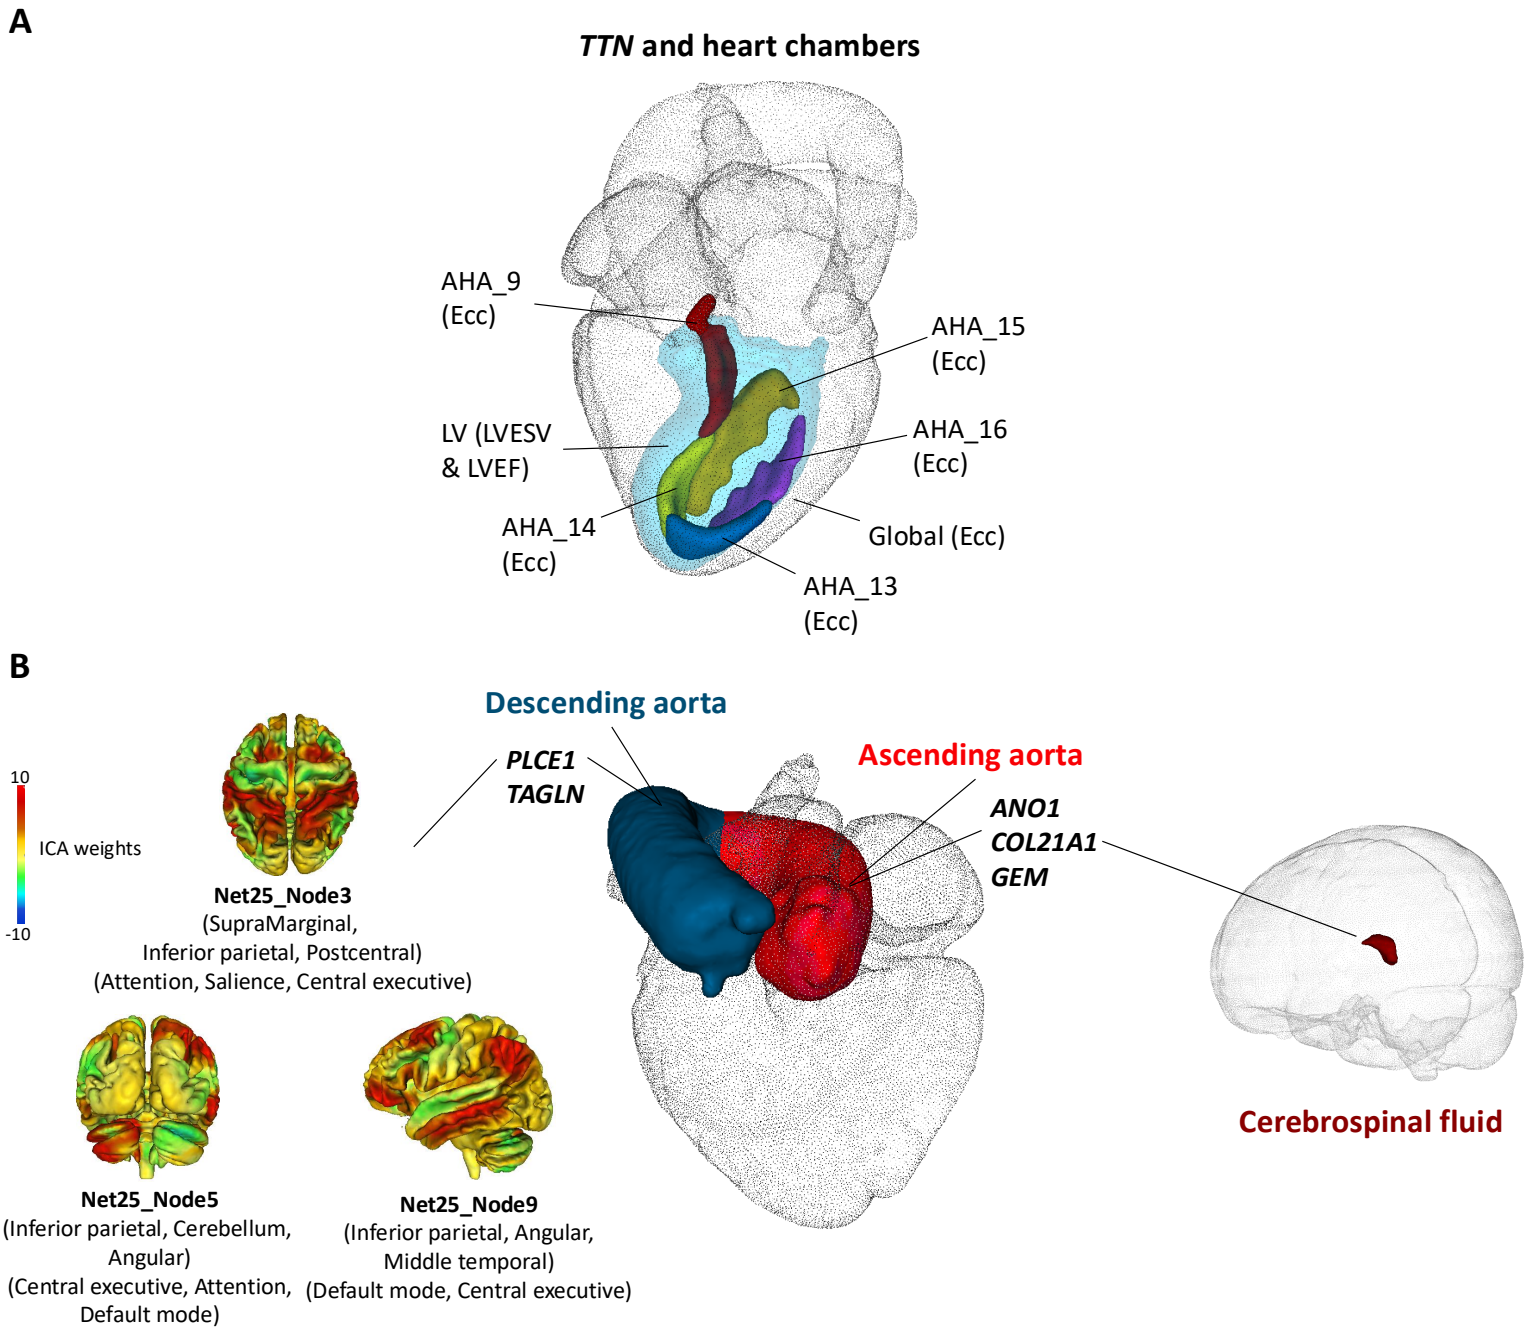 A
TTN and heart chambers
AHA_9
(Ecc)
AHA_15
(Ecc)
LV (LVESV
& LVEF)
AHA_16
(Ecc)
AHA_14
(Ecc)
Global (Ecc)
AHA_13
(Ecc)
B
Descending aorta
PLCE1
TAGLN
Ascending aorta
ANO1
COL21A1
GEM
10
ICA weights
-10
Net25_Node3
(SupraMarginal,
Inferior parietal, Postcentral)
(Attention, Salience, Central executive)
Cerebrospinal fluid
Net25_Node5
(Inferior parietal, Cerebellum,
Angular)
(Central executive, Attention,
Default mode)
Net25_Node9
(Inferior parietal, Angular,
Middle temporal)
(Default mode, Central executive)